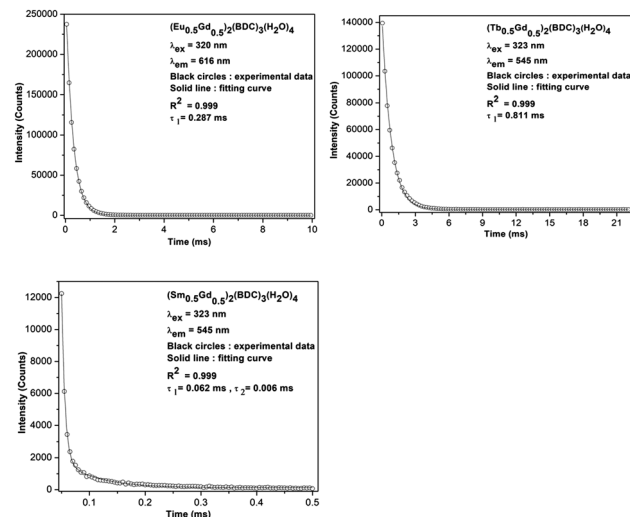 (Eu0.5Gd0.5)2(BDC)3(H2O)4
λex = 320 nm
λem = 616 nm
Black circles : experimental data
Solid line : fitting curve
R2 = 0.999
τ1= 0.287 ms
250000
200000
150000
100000
50000
0
Intensity (Counts)
0 2 4 6 8 10
Time (ms)
(Tb0.5Gd0.5)2(BDC)3(H2O)4
λex = 323 nm
λem = 545 nm
Black circles : experimental data
Solid line : fitting curve
R2 = 0.999
τ1= 0.811 ms
140000
120000
100000
80000
60000
40000
20000
0
Intensity (Counts)
0 3 6 9 12 15 18 21
Time (ms)
(Sm0.5Gd0.5)2(BDC)3(H2O)4
λex = 323 nm
λem = 545 nm
Black circles : experimental data
Solid line : fitting curve
R2 = 0.999
τ1= 0.062 ms , τ2= 0.006 ms
12000
10000
8000
6000
4000
2000
0
Intensity (Counts)
0.1 0.2 0.3 0.4 0.5
Time (ms)